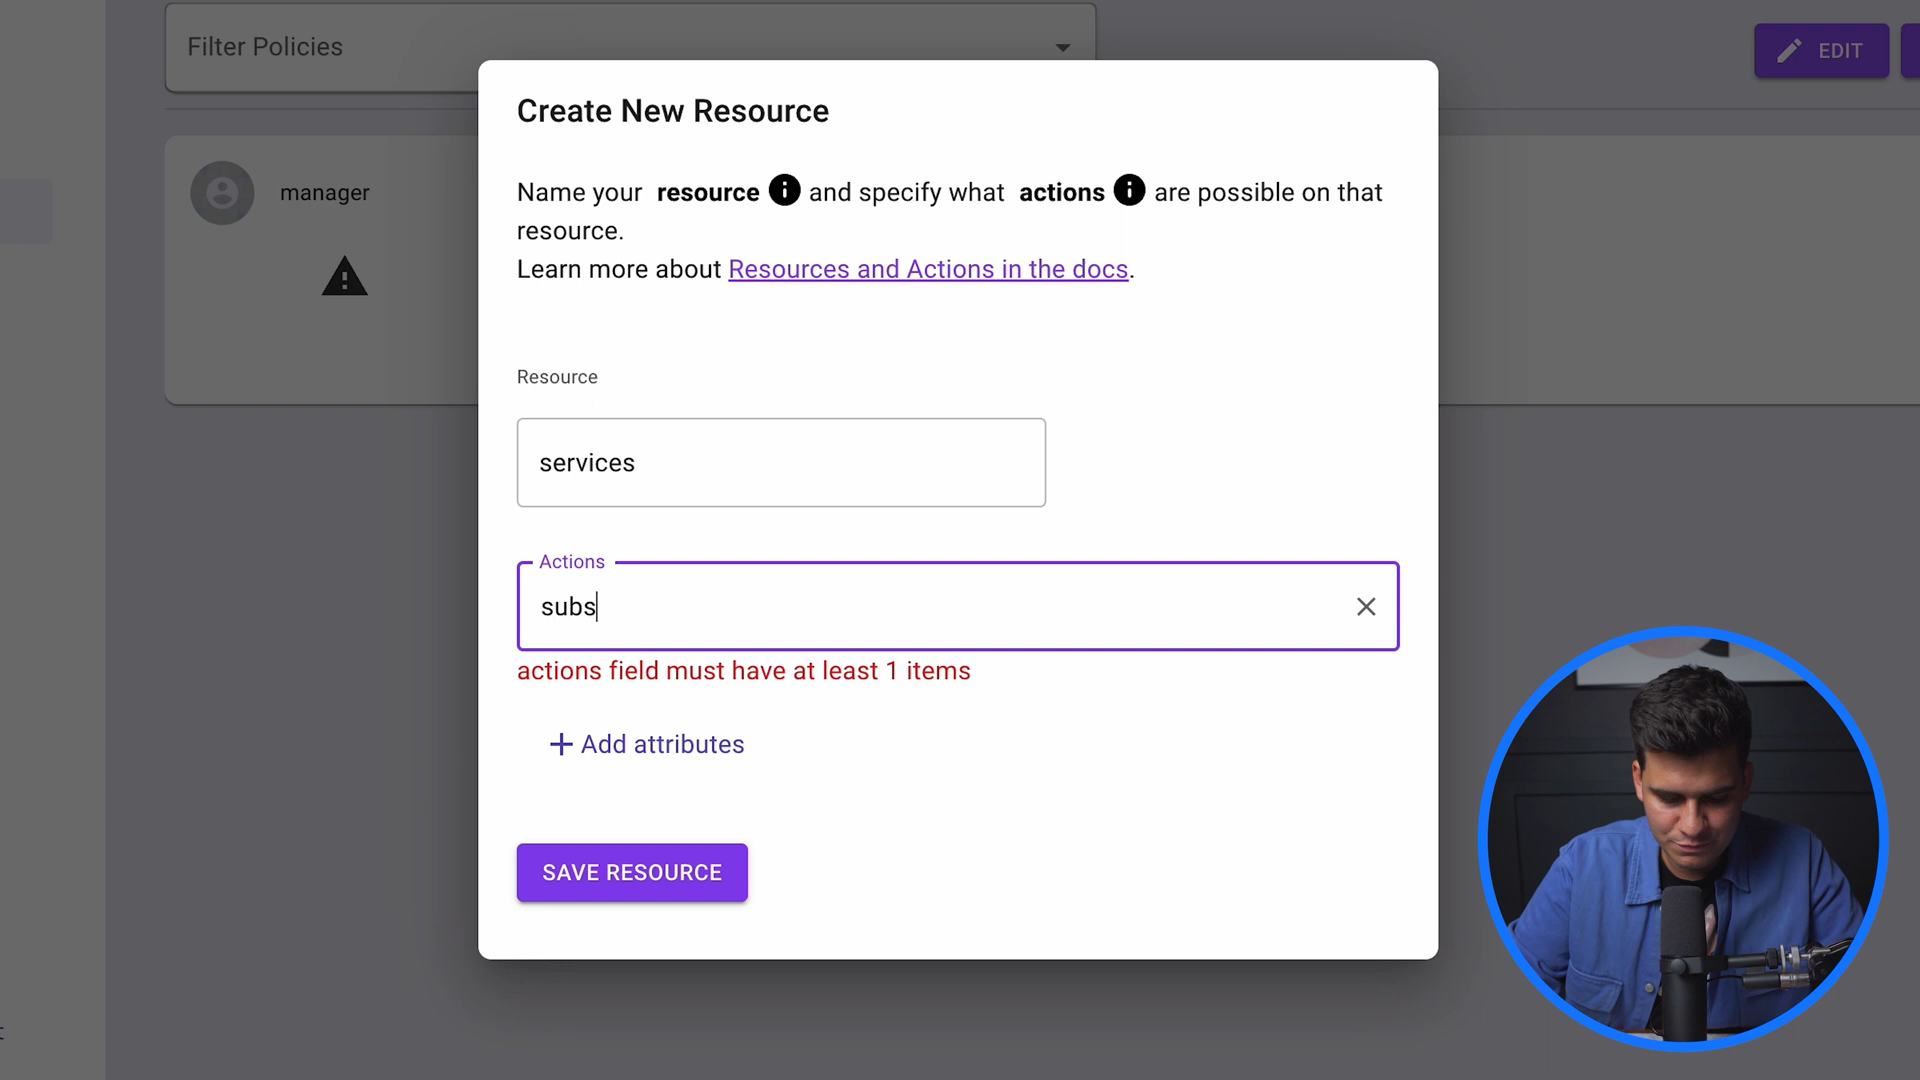 Filter Policies
EDIT
Create New Resource
manager
Name your resource and specify what actions are possible on that
resource.
Learn more about Resources and Actions in the docs.
Resource
services
Actions
subs
actions field must have at least 1 items
Add attributes
SAVE RESOURCE